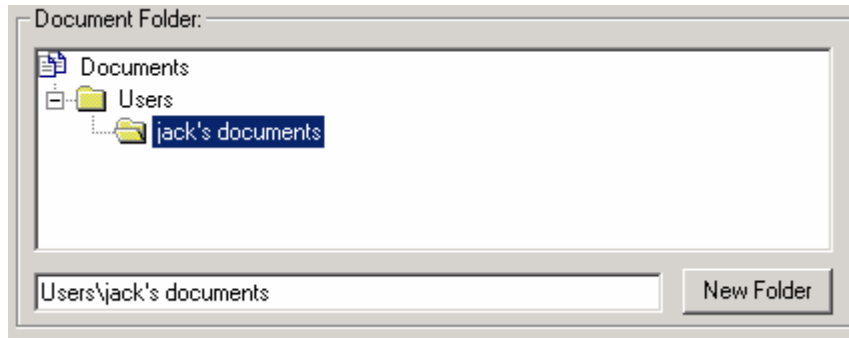 Document Folder:
Documents
Users
jack's documents
Users\jack's documents
New Folder